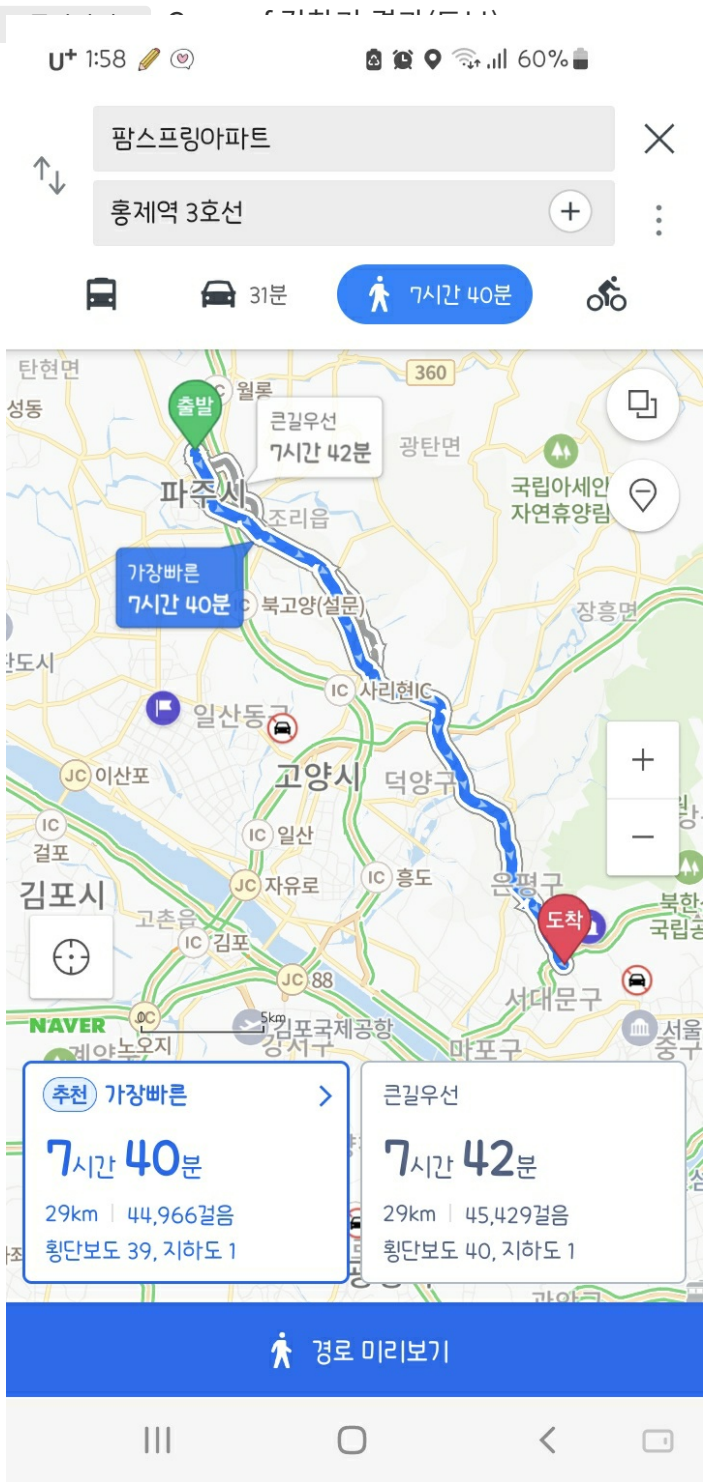 U+ 1:58
60%
팜스프링아파트
홍제역 3호선
31분
7시간 40분
탄현면
월롱
360
성동
출발
큰길우선
7시간 42분
광탄면
국립아세안
자연휴양림
파주시
조리읍
가장빠른
7시간 40분
북고양(설문)
장흥면
IC 사리현IC
일산동구
고양시
덕양구
JC 이산포
IC
걸포
IC 일산
JC 자유로
IC 흥도
은평구
김포시
고촌읍
IC 김포
도착
북한
국립공
JC 88
서대문구
NAVER
0
5km
김포국제공항
서울
노오지
강서구
마포구
중구
추천 가장빠른
7시간 40분
29km | 44,966걸음
횡단보도 39, 지하도 1
큰길우선
7시간 42분
29km | 45,429걸음
횡단보도 40, 지하도 1
경로 미리보기